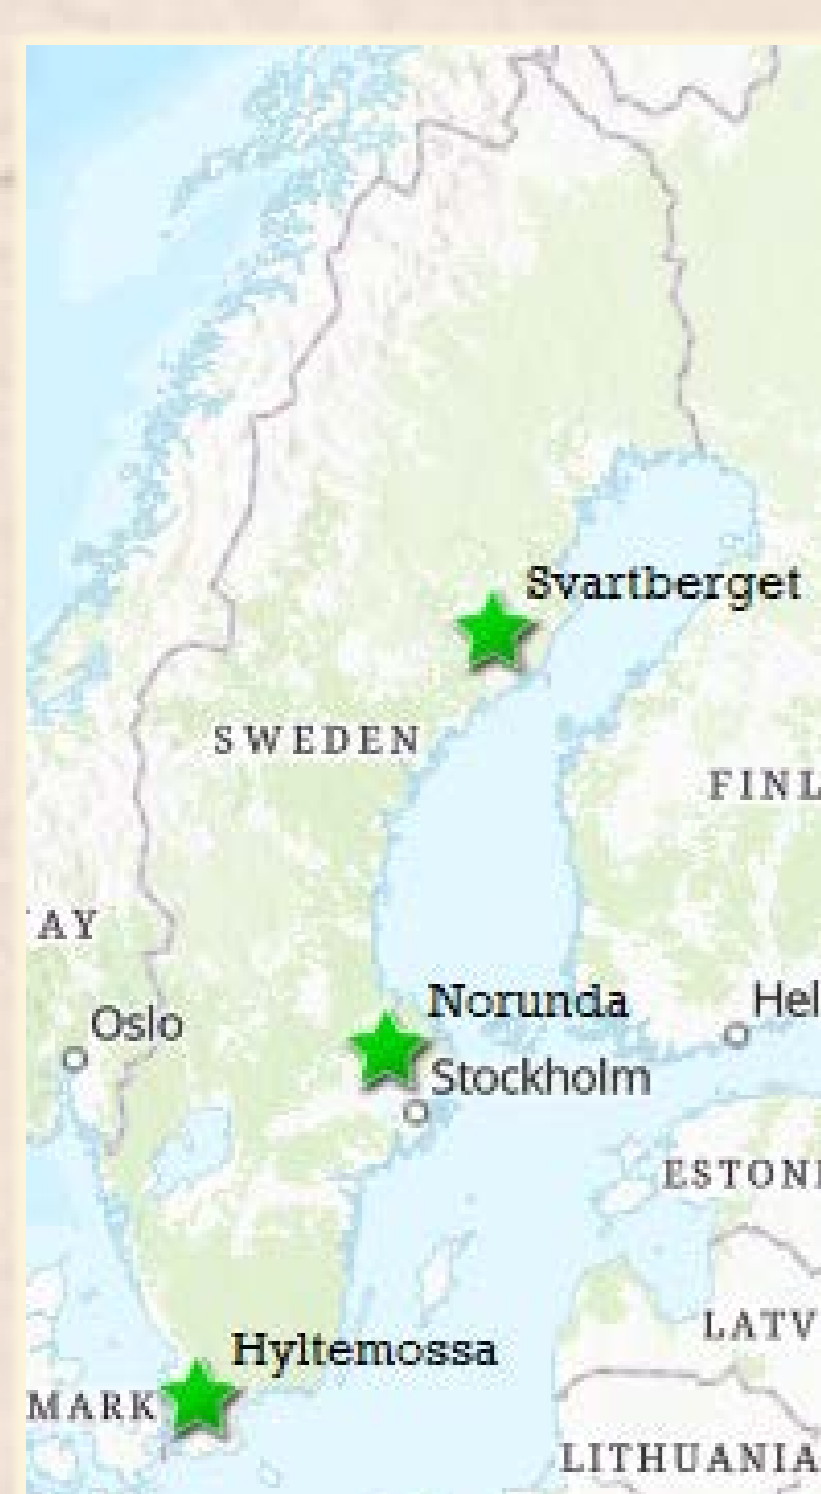 Svartberget
SWEDEN
FINL
AY
Norunda
Hel
Oslo
Stockholm
ESTONI
LATV
Hyltemossa
MARK
LITHUANIA